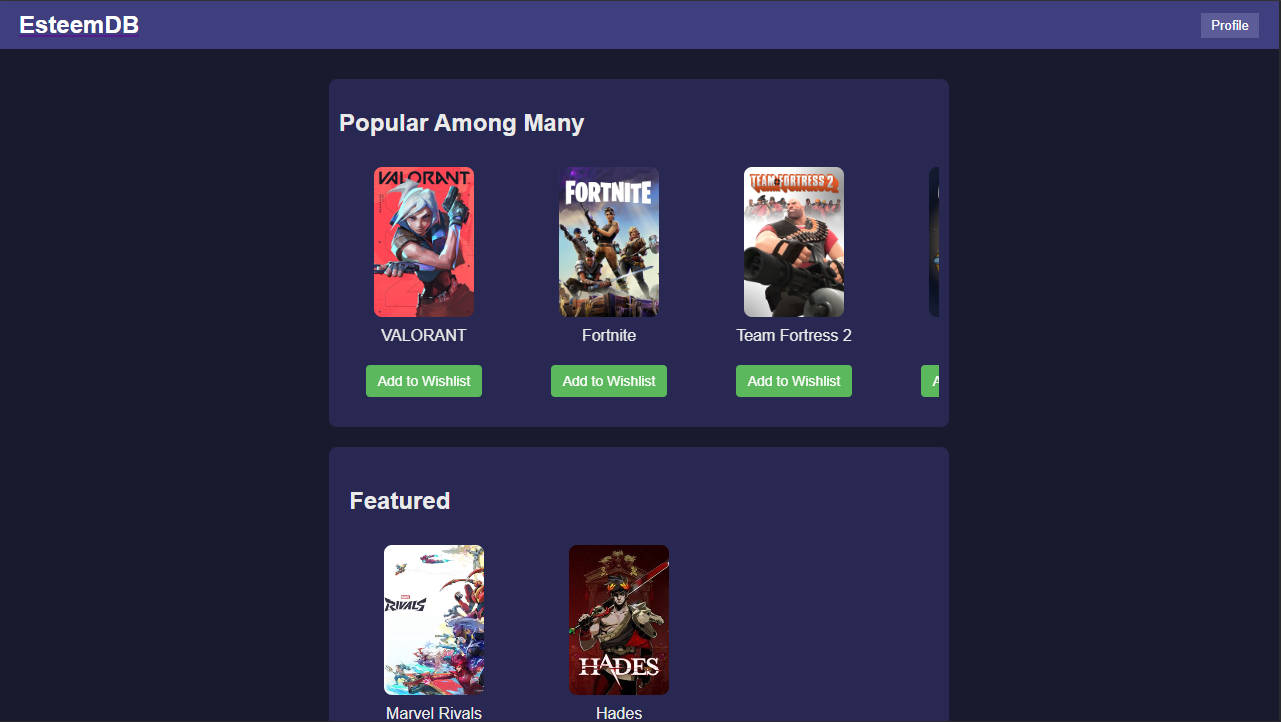 EsteemDB
Profile
Popular Among Many
VALORANT
FORTNITE
TEAM FORTRESS 2
VALORANT
Fortnite
Team Fortress 2
Add to Wishlist
Add to Wishlist
Add to Wishlist
A
Featured
MARVEL
RIVALS
HADES
Marvel Rivals
Hades